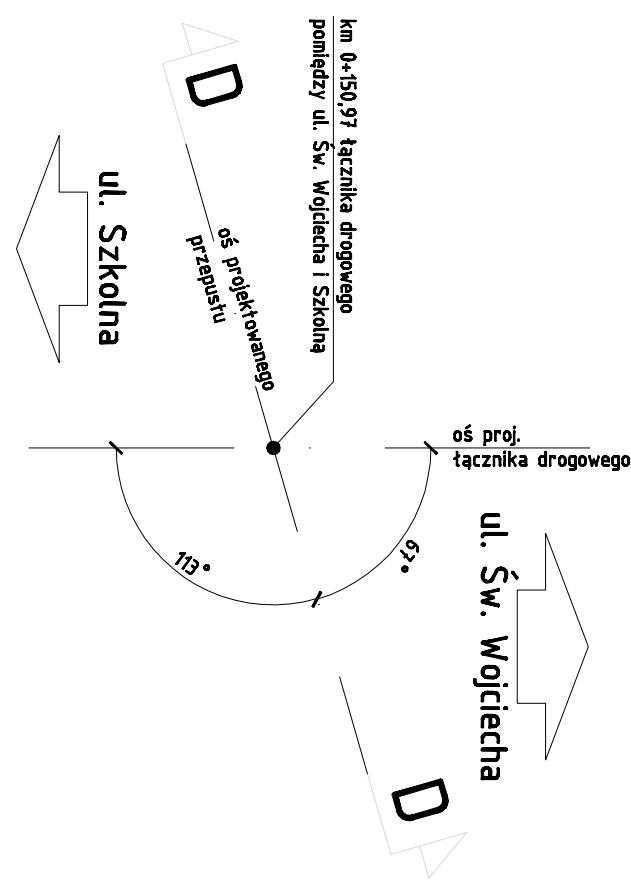 km 0+150,97 łącznika drogowego
pomiędzy ul. Św. Wojciecha i Szkolną
D
ul. Szkolna
oś projektowanego
przepustu
oś proj.
łącznika drogowego
113°
67°
ul. Św. Wojciecha
D